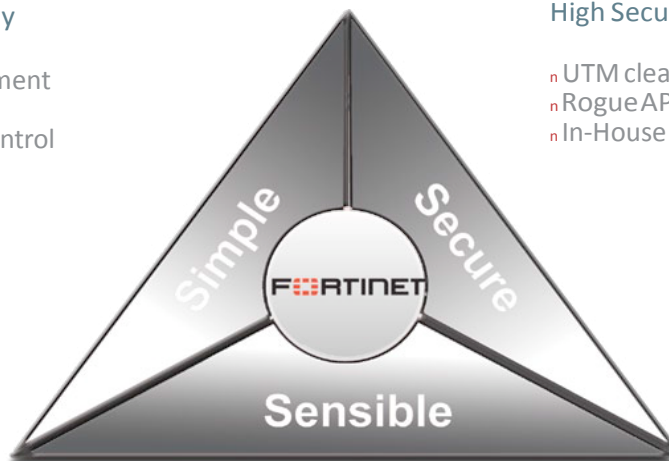 y
High Secu
ment
ntrol
n UTM clea
n Rogue AP
n In-House
Simple
Secure
FORTINET
Sensible